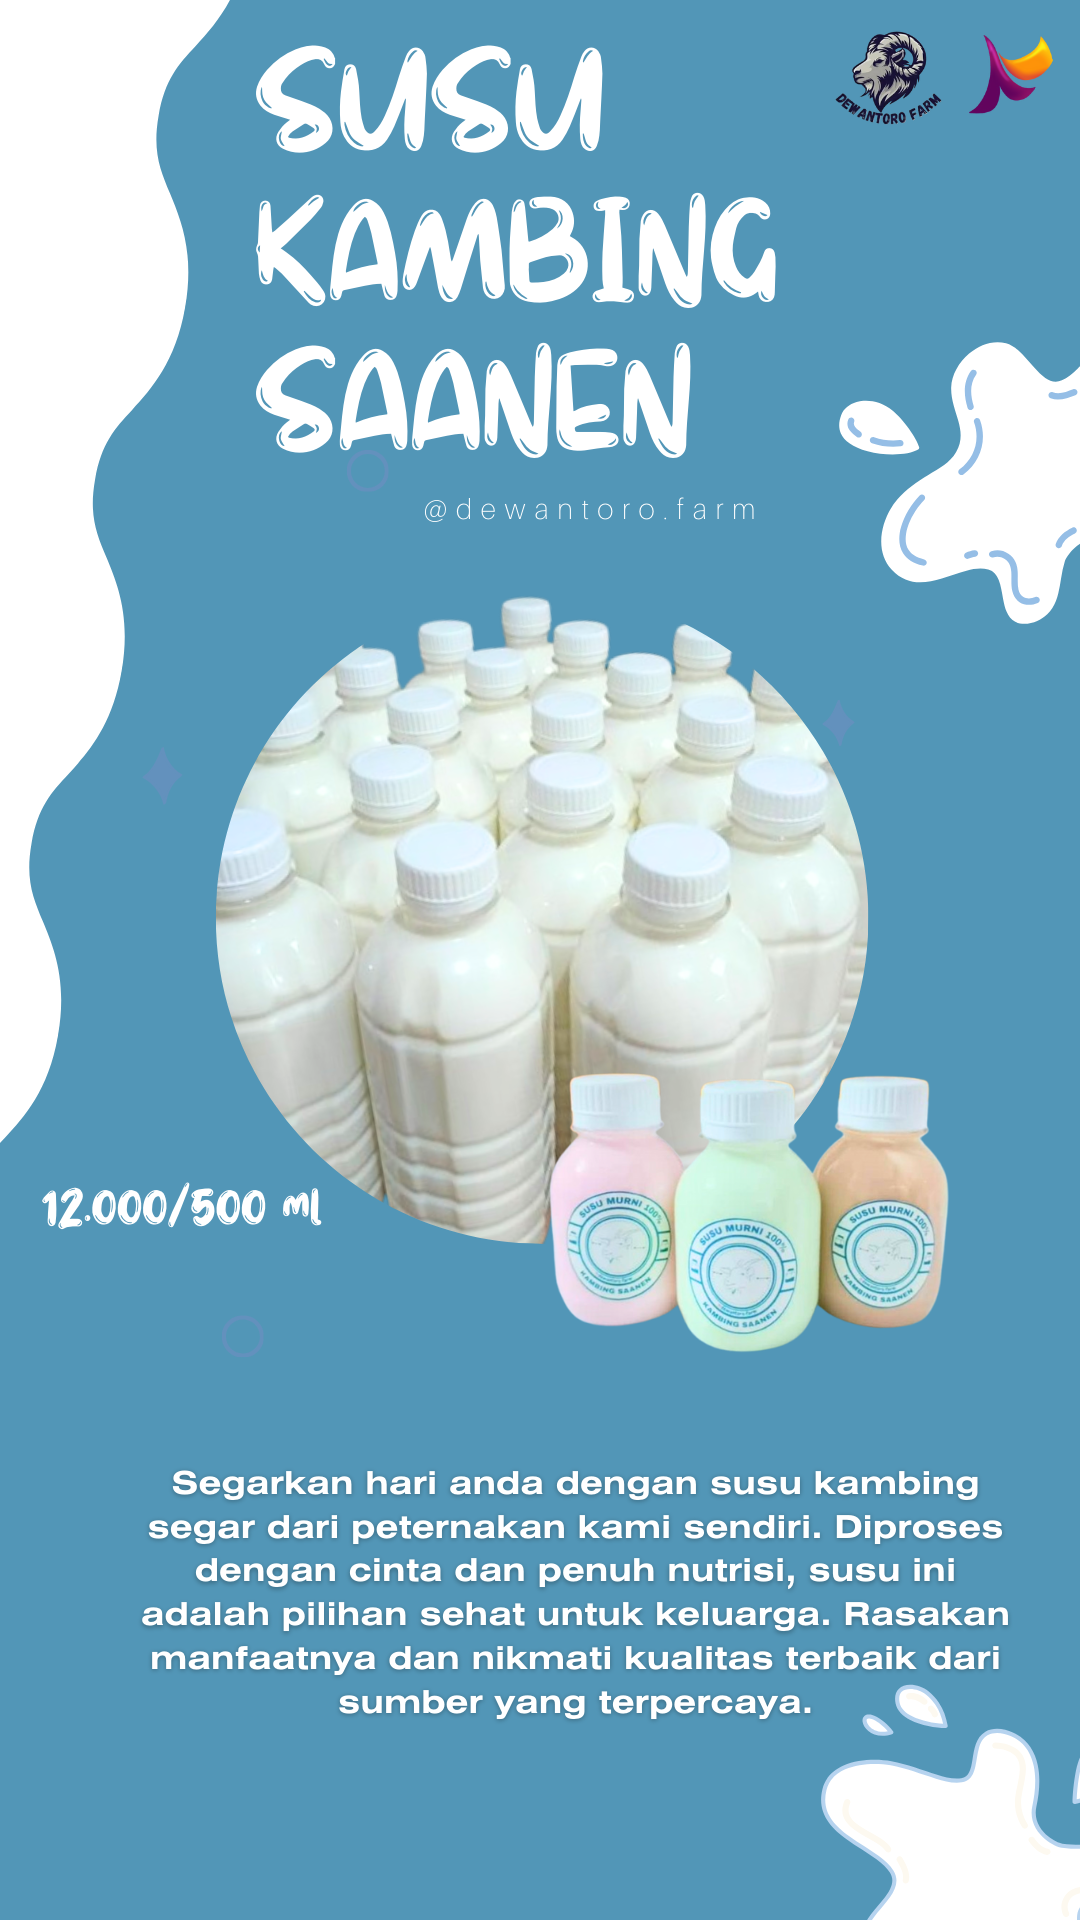 SUSU
KAMBING
SAANEN
DEWANTORO FARM
@dewantoro.farm
12.000/500 ml
SUSU MURNI 100%
KAMBING SAANEN
SUSU MURNI 100%
KAMBING SAANEN
SUSU MURNI 100%
KAMBING SAANEN
Segarkan hari anda dengan susu kambing
segar dari peternakan kami sendiri. Diproses
dengan cinta dan penuh nutrisi, susu ini
adalah pilihan sehat untuk keluarga. Rasakan
manfaatnya dan nikmati kualitas terbaik dari
sumber yang terpercaya.